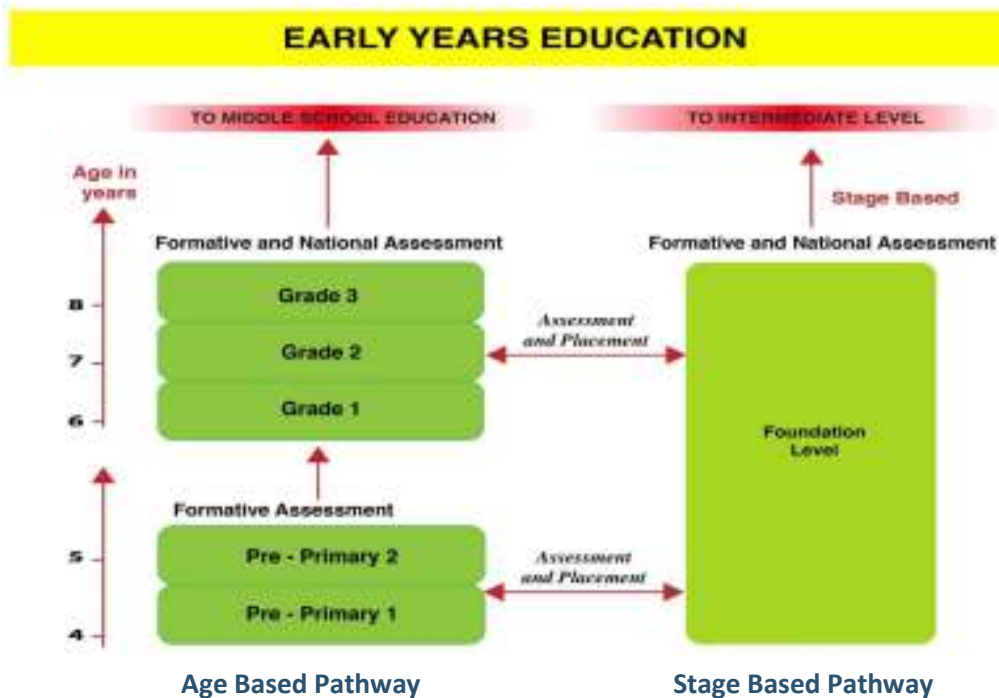 EARLY YEARS EDUCATION
TO MIDDLE SCHOOL EDUCATION
TO INTERMEDIATE LEVEL
Age in
years
Stage Based
Formative and National Assessment
Formative and National Assessment
8
Grade 3
Assessment
and Placement
7
Grade 2
6
Grade 1
Foundation
Level
Formative Assessment
5
Pre - Primary 2
Assessment
and Placement
Pre - Primary 1
4
Age Based Pathway
Stage Based Pathway